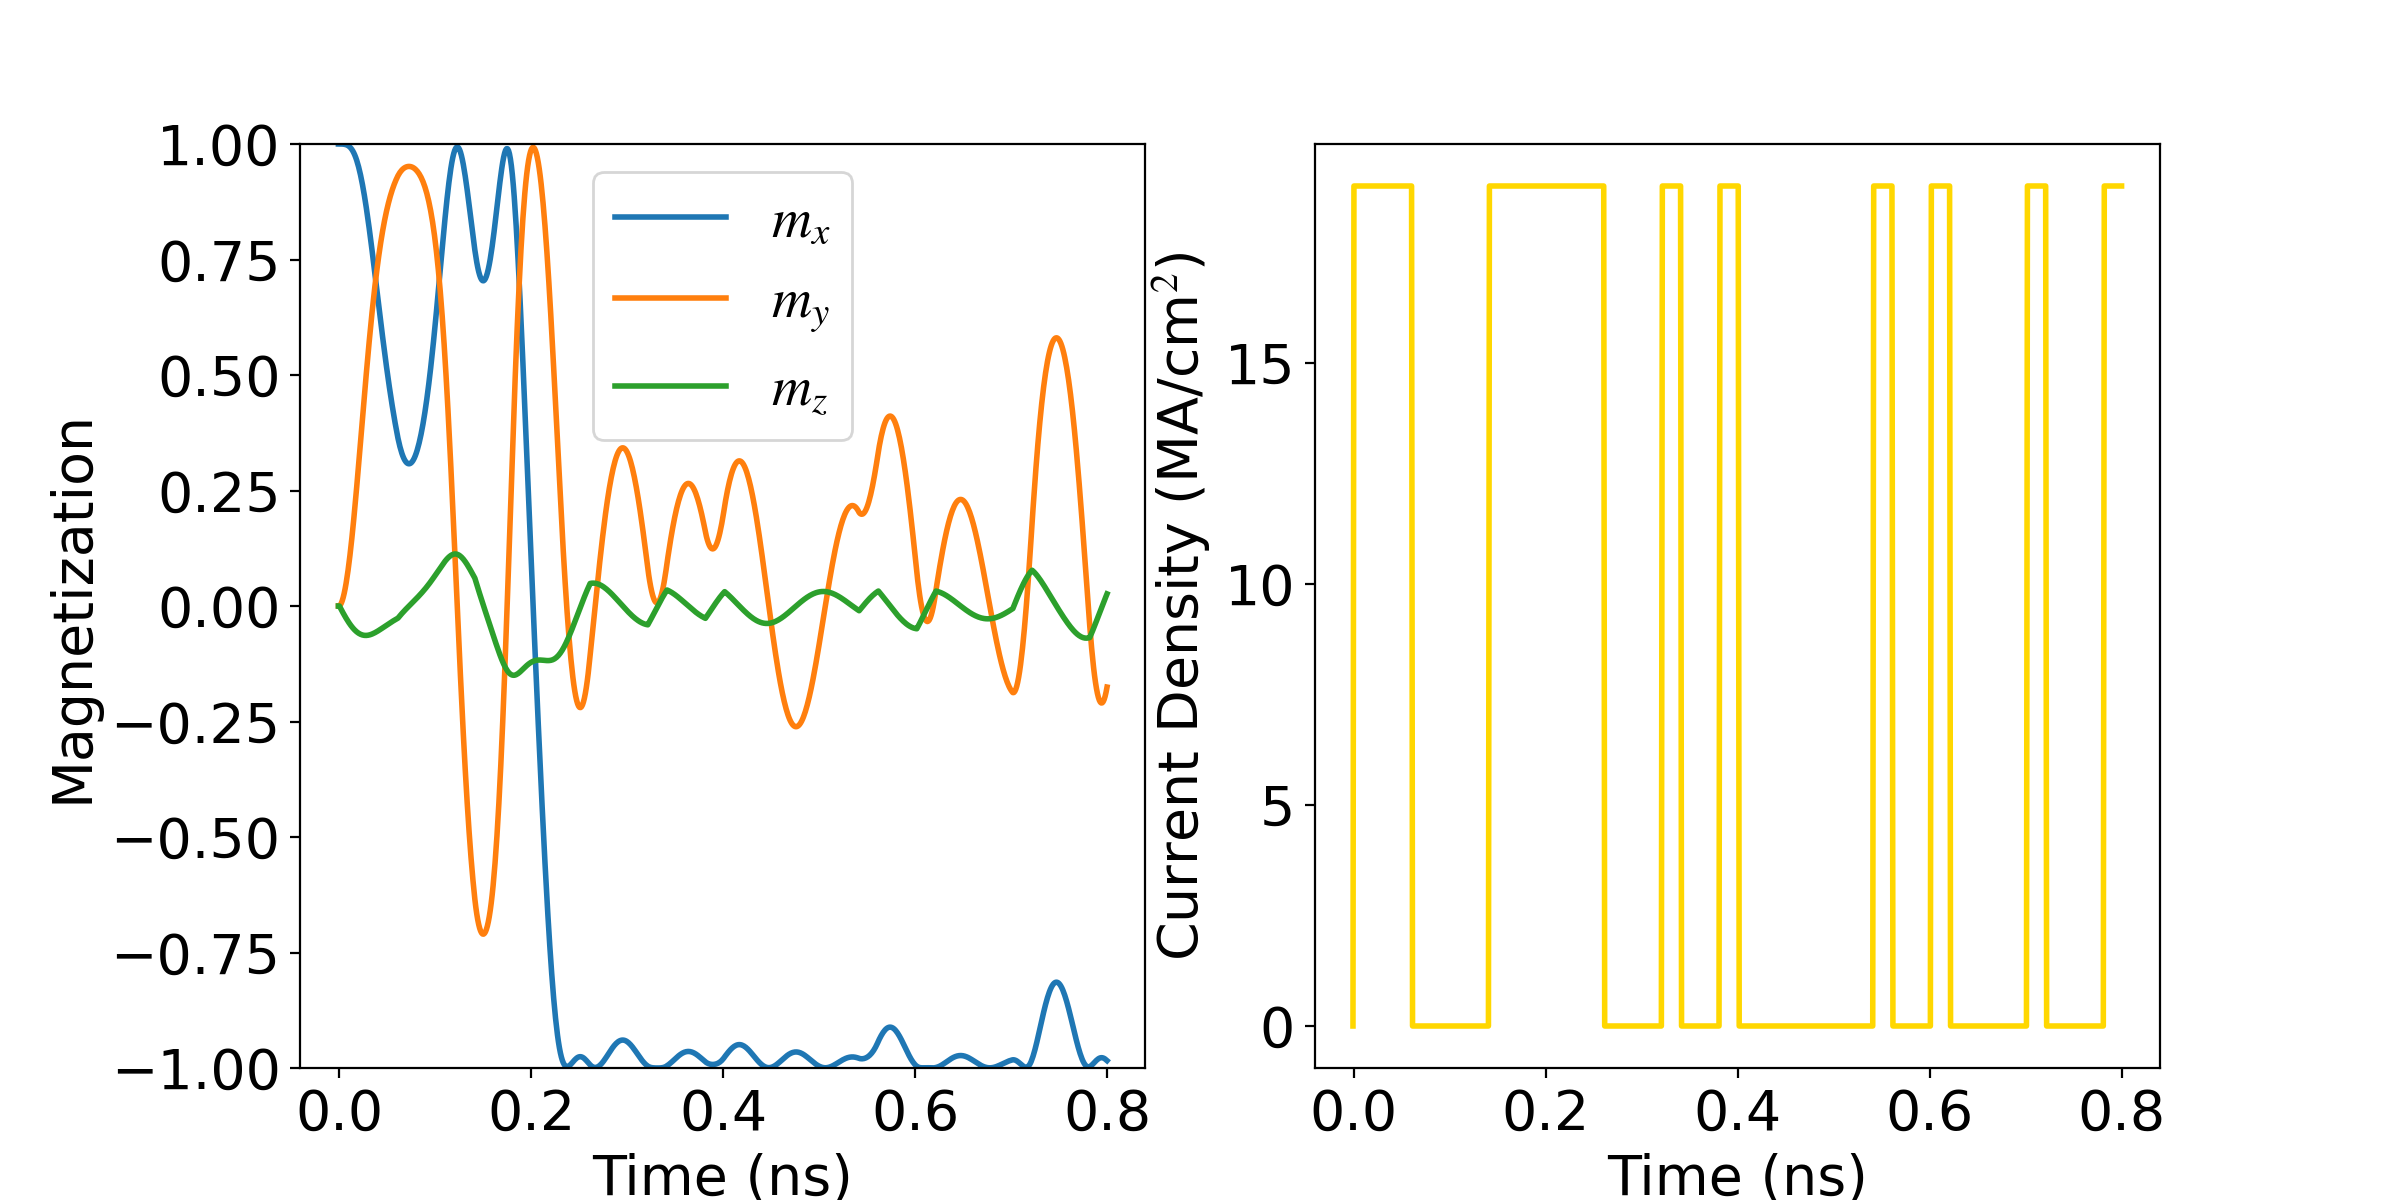 1.00
0.75
0.50
0.25
0.00
−0.25
−0.50
−0.75
−1.00
Magnetization
0.0 0.2 0.4 0.6 0.8
Time (ns)
m_x
m_y
m_z
15
10
5
0
Current Density (MA/cm²)
0.0 0.2 0.4 0.6 0.8
Time (ns)